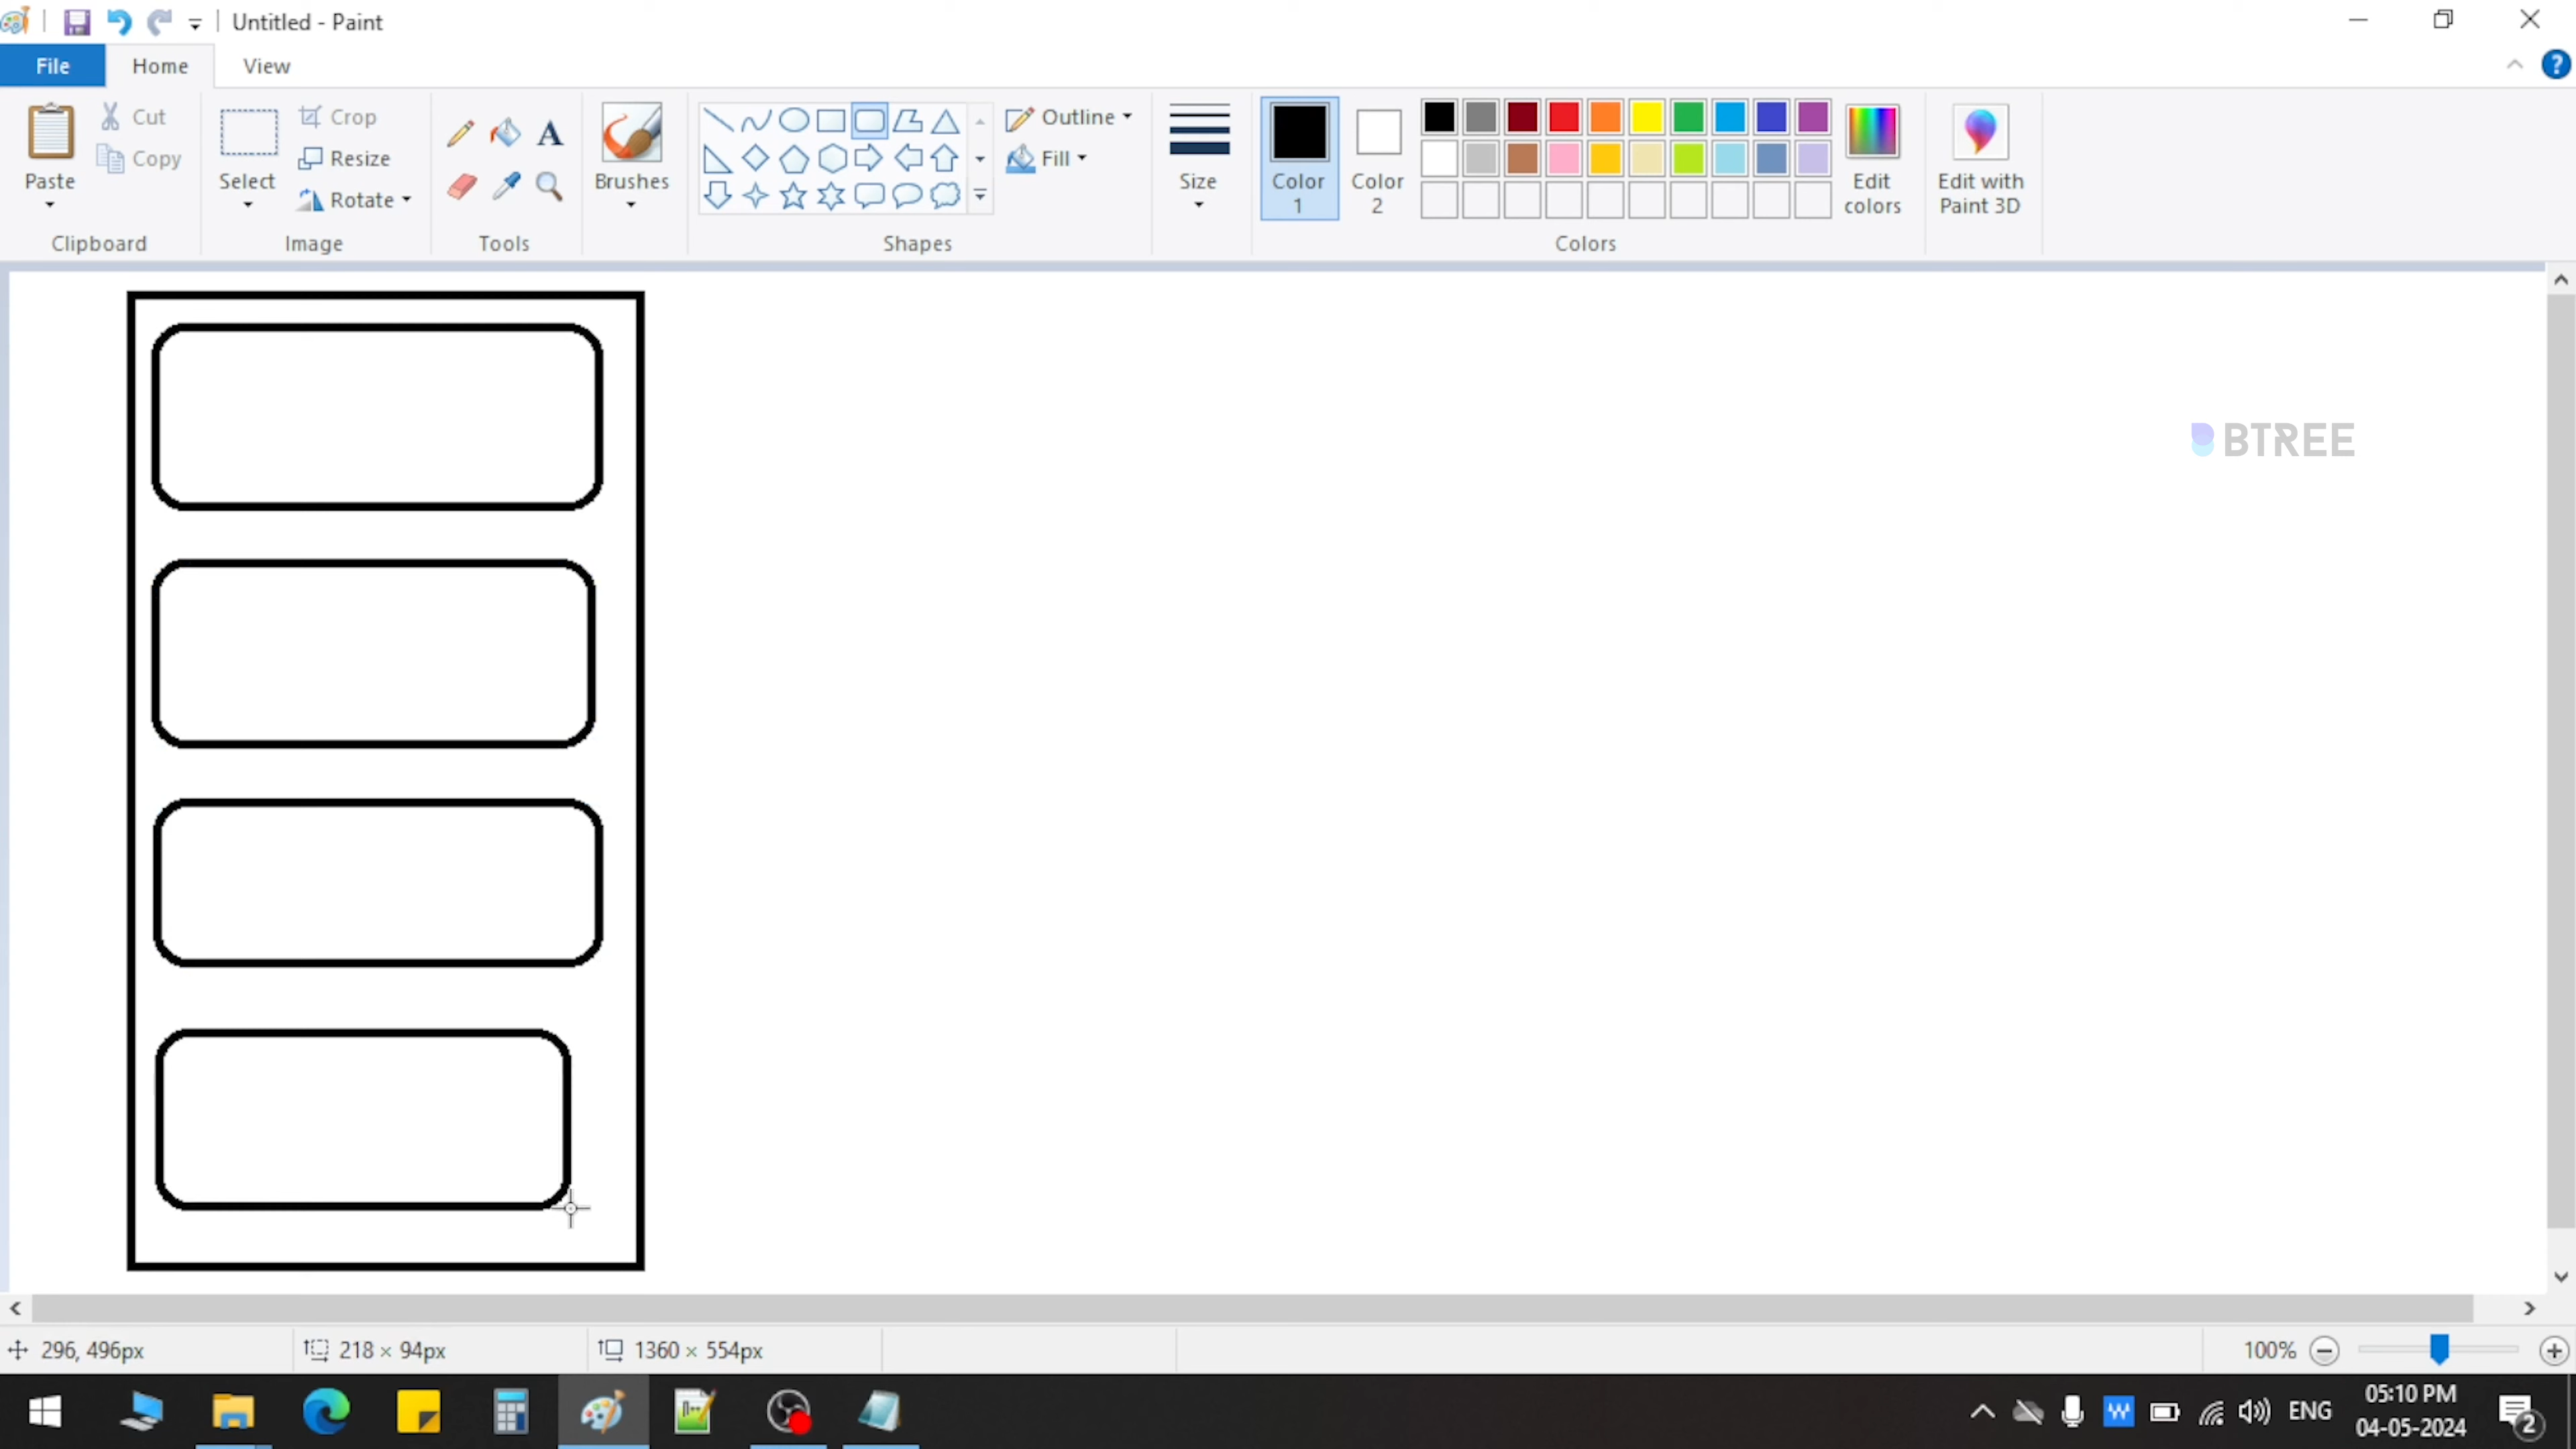 Untitled - Paint
File Home View
Paste
Cut
Copy
Clipboard
Select
Crop
Resize
Rotate
Image
A
Tools
Brushes
Shapes
Outline
Fill
Size
Color 1
Color 2
Colors
Edit colors
Edit with Paint 3D
BTREE
296, 496px
218 × 94px
1360 × 554px
100%
ENG
05:10 PM
04-05-2024
2